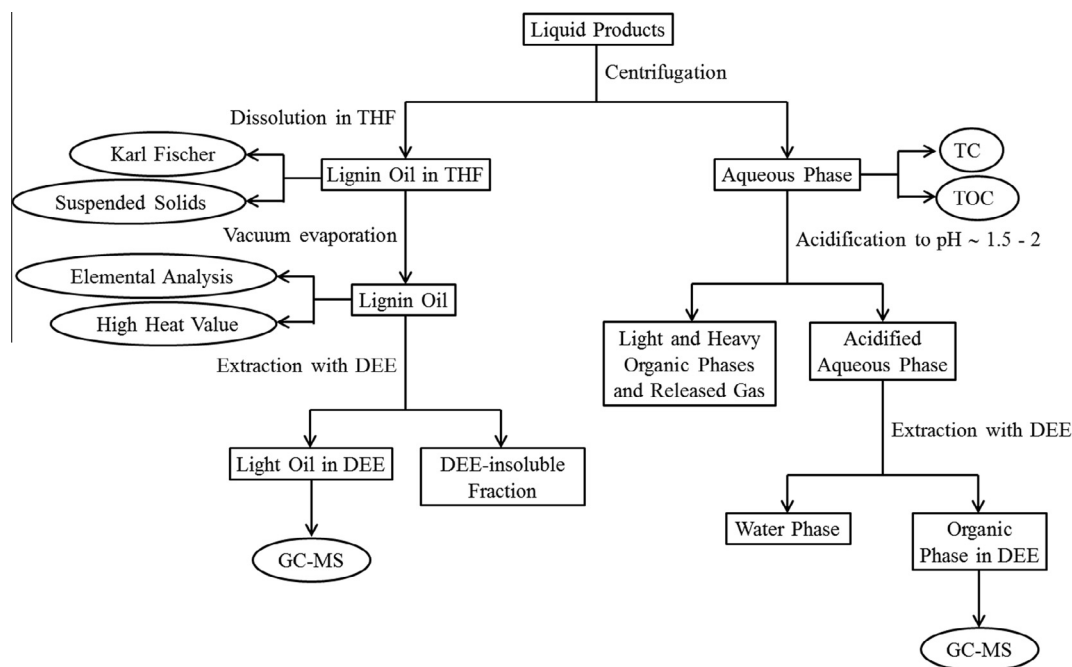 Liquid Products
Centrifugation
Dissolution in THF
Karl Fischer
Lignin Oil in THF
Suspended Solids
Vacuum evaporation
Elemental Analysis
Lignin Oil
High Heat Value
Extraction with DEE
Light Oil in DEE
DEE-insoluble
Fraction
GC-MS
TC
Aqueous Phase
TOC
Acidification to pH ~ 1.5 - 2
Light and Heavy
Organic Phases
and Released Gas
Acidified
Aqueous Phase
Extraction with DEE
Water Phase
Organic
Phase in DEE
GC-MS